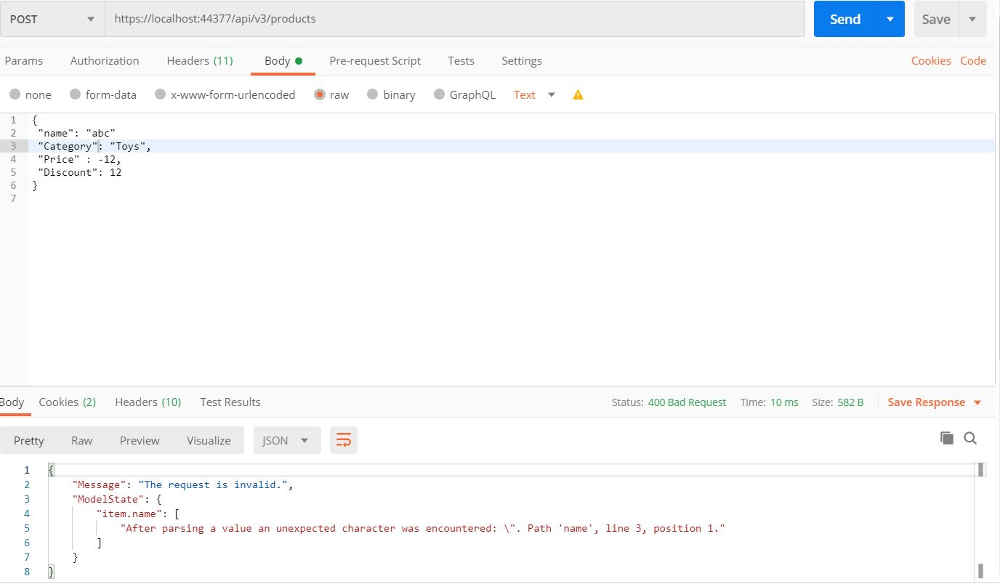 POST https://localhost:44377/api/v3/products Send Save
Params Authorization Headers (11) Body Pre-request Script Tests Settings Cookies Code
none form-data x-www-form-urlencoded raw binary GraphQL Text
1 {
2 "name": "abc"
3 "Category": "Toys",
4 "Price" : -12,
5 "Discount": 12
6 }
7
Body Cookies (2) Headers (10) Test Results Status: 400 Bad Request Time: 10 ms Size: 582 B Save Response
Pretty Raw Preview Visualize JSON
1 {
2 "Message": "The request is invalid.",
3 "ModelState": {
4 "item.name": [
5 "After parsing a value an unexpected character was encountered: \". Path 'name', line 3, position 1."
6 ]
7 }
8 }